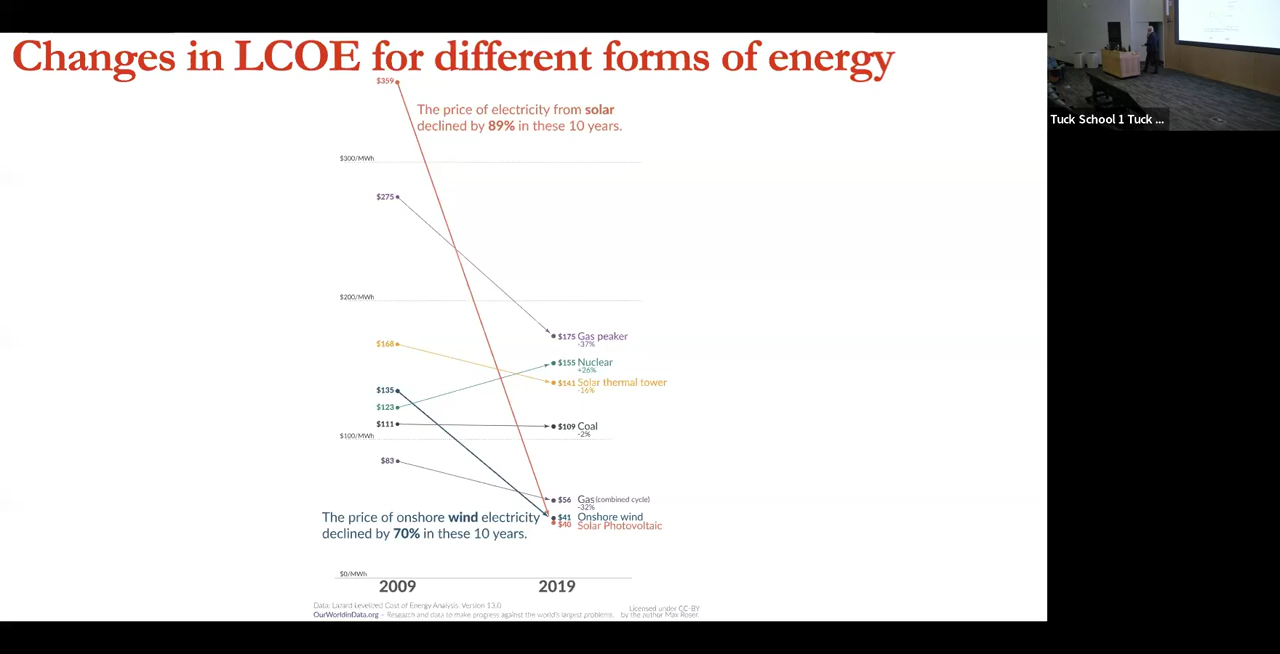 Changes in LCOE for different forms of energy
$359
The price of electricity from solar
declined by 89% in these 10 years.
$300/MWh
$275
$200/MWh
$175 Gas peaker
-37%
$168
$155 Nuclear
+26%
$141 Solar thermal tower
-16%
$135
$123
$111
$109 Coal
-2%
$100/MWh
$83
$56 Gas (combined cycle)
-32%
The price of onshore wind electricity
declined by 70% in these 10 years.
$41 Onshore wind
$40 Solar Photovoltaic
$0/MWh
2009 2019
Data: Lazard Levelized Cost of Energy Analysis, Version 13.0
OurWorldinData.org – Research and data to make progress against the world's largest problems.
Licensed under CC-BY
by the author Max Roser.
Tuck School 1 Tuck ...